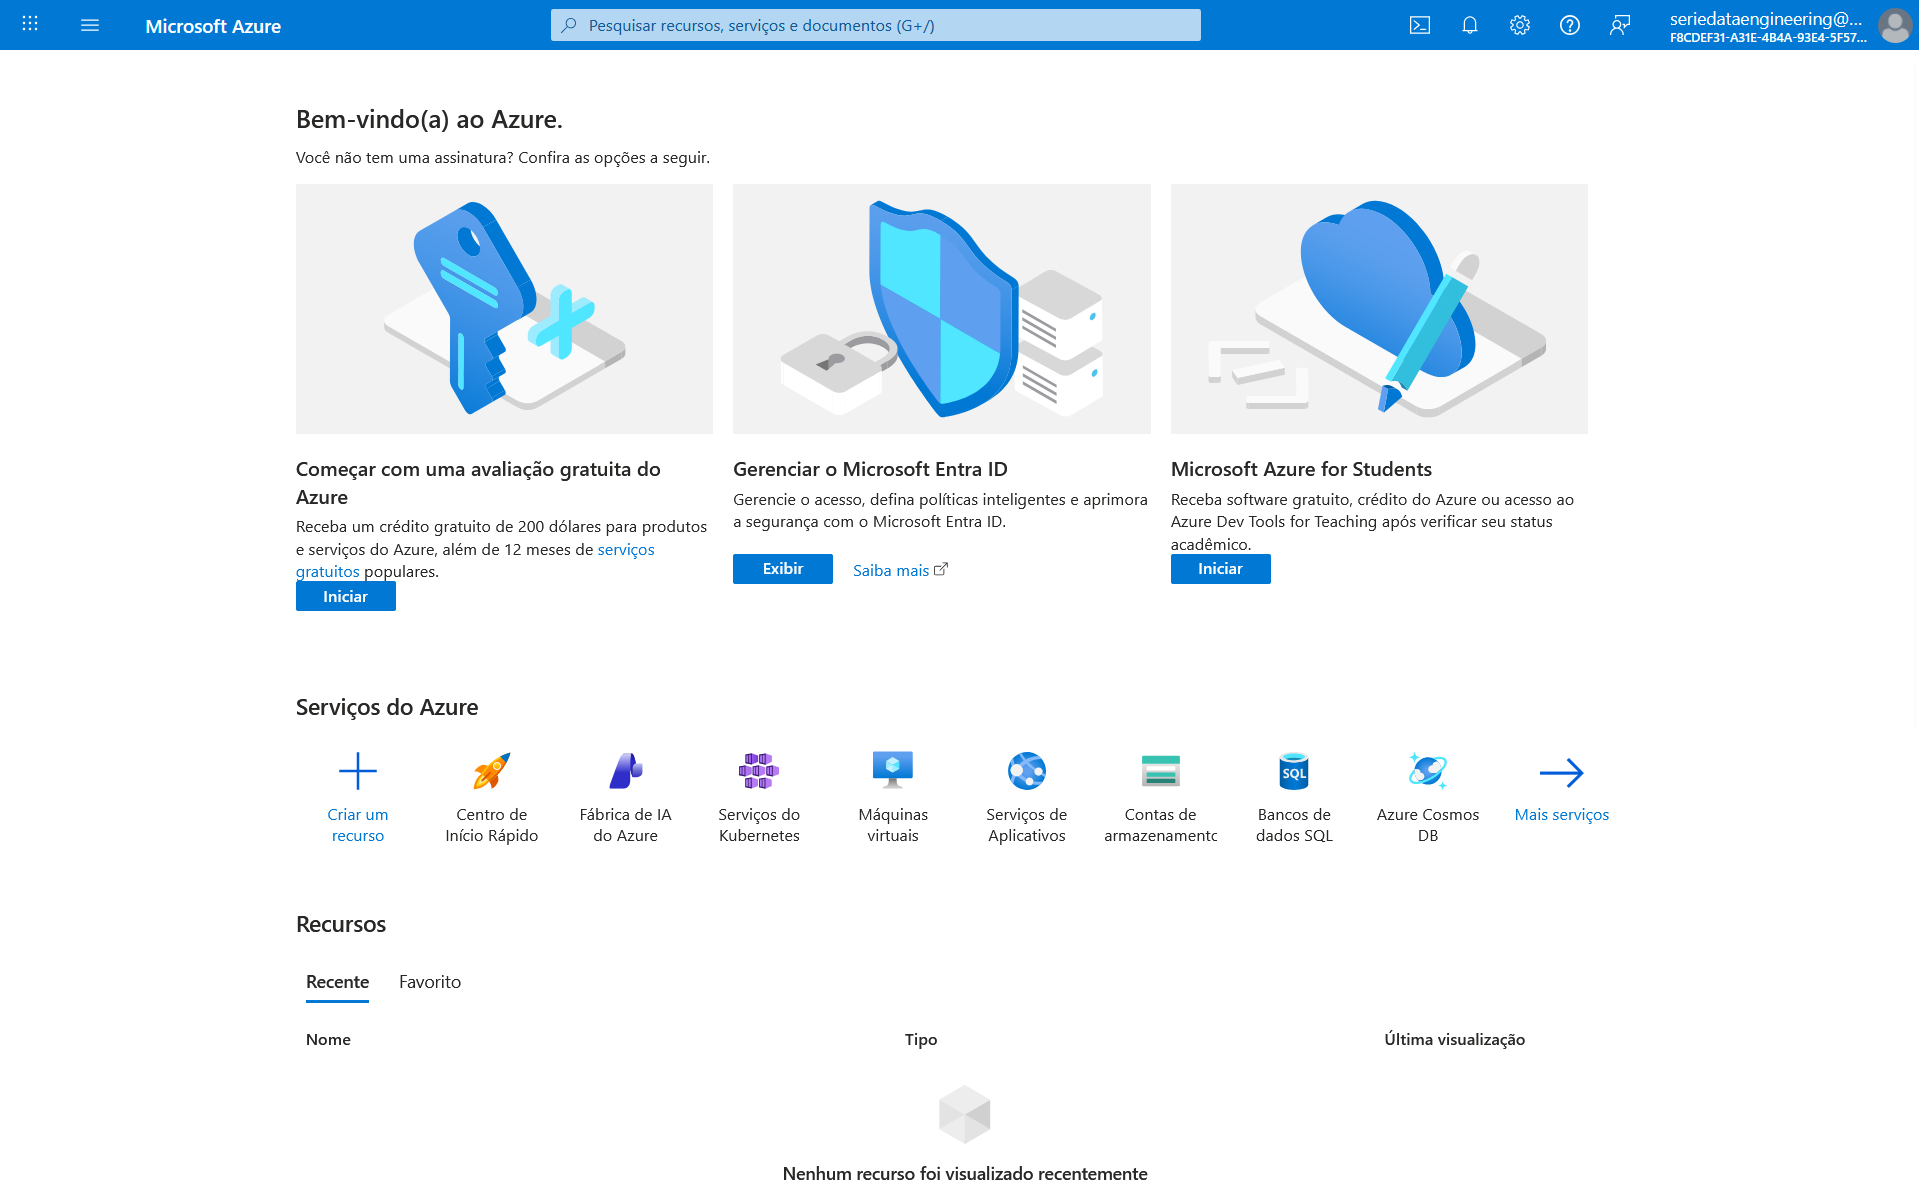 Microsoft Azure
Pesquisar recursos, serviços e documentos (G+/)
seriedataengineering@...
F8CDEF31-A31E-4B4A-93E4-5F57...
Bem-vindo(a) ao Azure.
Você não tem uma assinatura? Confira as opções a seguir.
Começar com uma avaliação gratuita do
Azure
Receba um crédito gratuito de 200 dólares para produtos
e serviços do Azure, além de 12 meses de serviços
gratuitos populares.
Iniciar
Gerenciar o Microsoft Entra ID
Gerencie o acesso, defina políticas inteligentes e aprimora
a segurança com o Microsoft Entra ID.
Exibir
Saiba mais
Microsoft Azure for Students
Receba software gratuito, crédito do Azure ou acesso ao
Azure Dev Tools for Teaching após verificar seu status
acadêmico.
Iniciar
Serviços do Azure
Criar um
recurso
Centro de
Início Rápido
Fábrica de IA
do Azure
Serviços do
Kubernetes
Máquinas
virtuais
Serviços de
Aplicativos
Contas de
armazenamento
SQL
Bancos de
dados SQL
Azure Cosmos
DB
Mais serviços
Recursos
Recente
Favorito
Nome
Tipo
Última visualização
Nenhum recurso foi visualizado recentemente